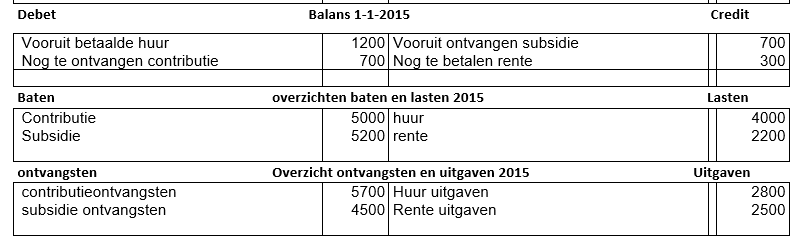 Debet Balans 1-1-2015 Credit
Vooruit betaalde huur 1200 Vooruit ontvangen subsidie 700
Nog te ontvangen contributie 700 Nog te betalen rente 300
Baten overzichten baten en lasten 2015 Lasten
Contributie 5000 huur 4000
Subsidie 5200 rente 2200
ontvangsten Overzicht ontvangsten en uitgaven 2015 Uitgaven
contributieontvangsten 5700 Huur uitgaven 2800
subsidie ontvangsten 4500 Rente uitgaven 2500